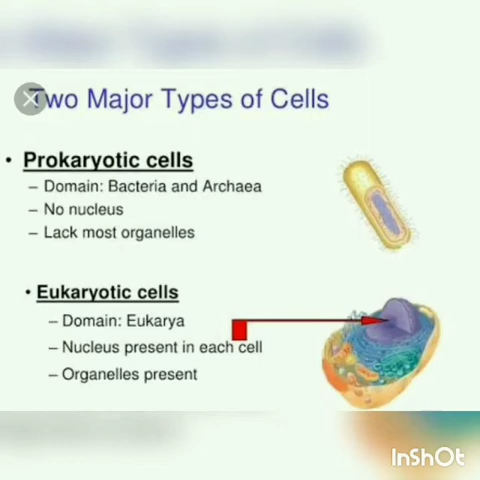 Two Major Types of Cells
• Prokaryotic cells
– Domain: Bacteria and Archaea
– No nucleus
– Lack most organelles
• Eukaryotic cells
– Domain: Eukarya
– Nucleus present in each cell
– Organelles present
InShOt